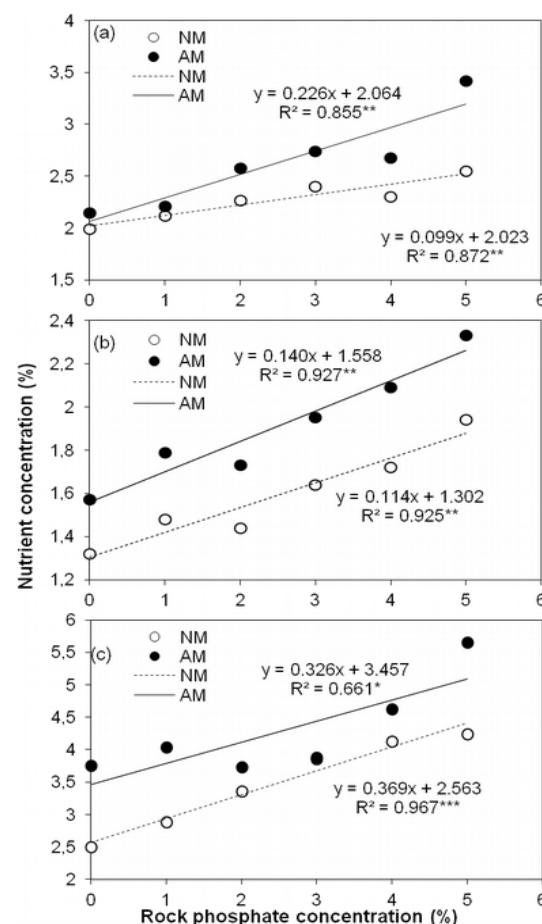 (a)
NM
AM
NM
AM
y = 0.226x + 2.064
R² = 0.855**
y = 0.099x + 2.023
R² = 0.872**
4
3.5
3
2.5
2
1.5
0 1 2 3 4 5 6
(b)
NM
AM
NM
AM
y = 0.140x + 1.558
R² = 0.927**
y = 0.114x + 1.302
R² = 0.925**
2,4
2.2
2
1.8
1.6
1.4
1,2
0 1 2 3 4 5 6
Nutrient concentration (%)
(c)
NM
AM
NM
AM
y = 0.326x + 3.457
R² = 0.661*
y = 0.369x + 2.563
R² = 0.967***
6
5,5
5
4.5
4
3.5
3
2,5
2
0 1 2 3 4 5 6
Rock phosphate concentration (%)